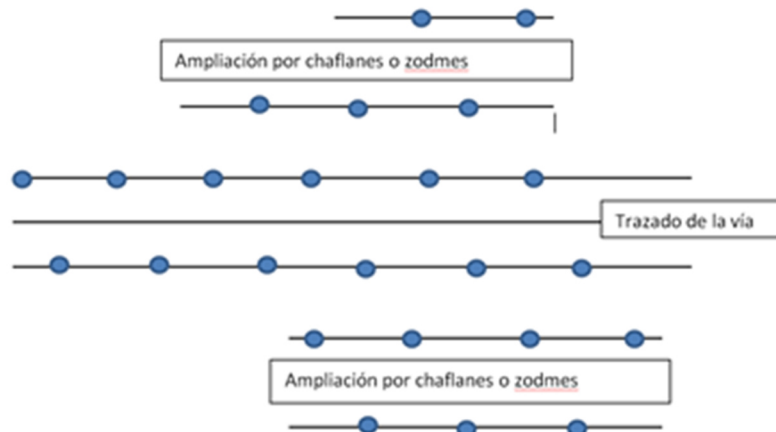 Ampliación por chaflanes o zodmes
Trazado de la vía
Ampliación por chaflanes o zodmes